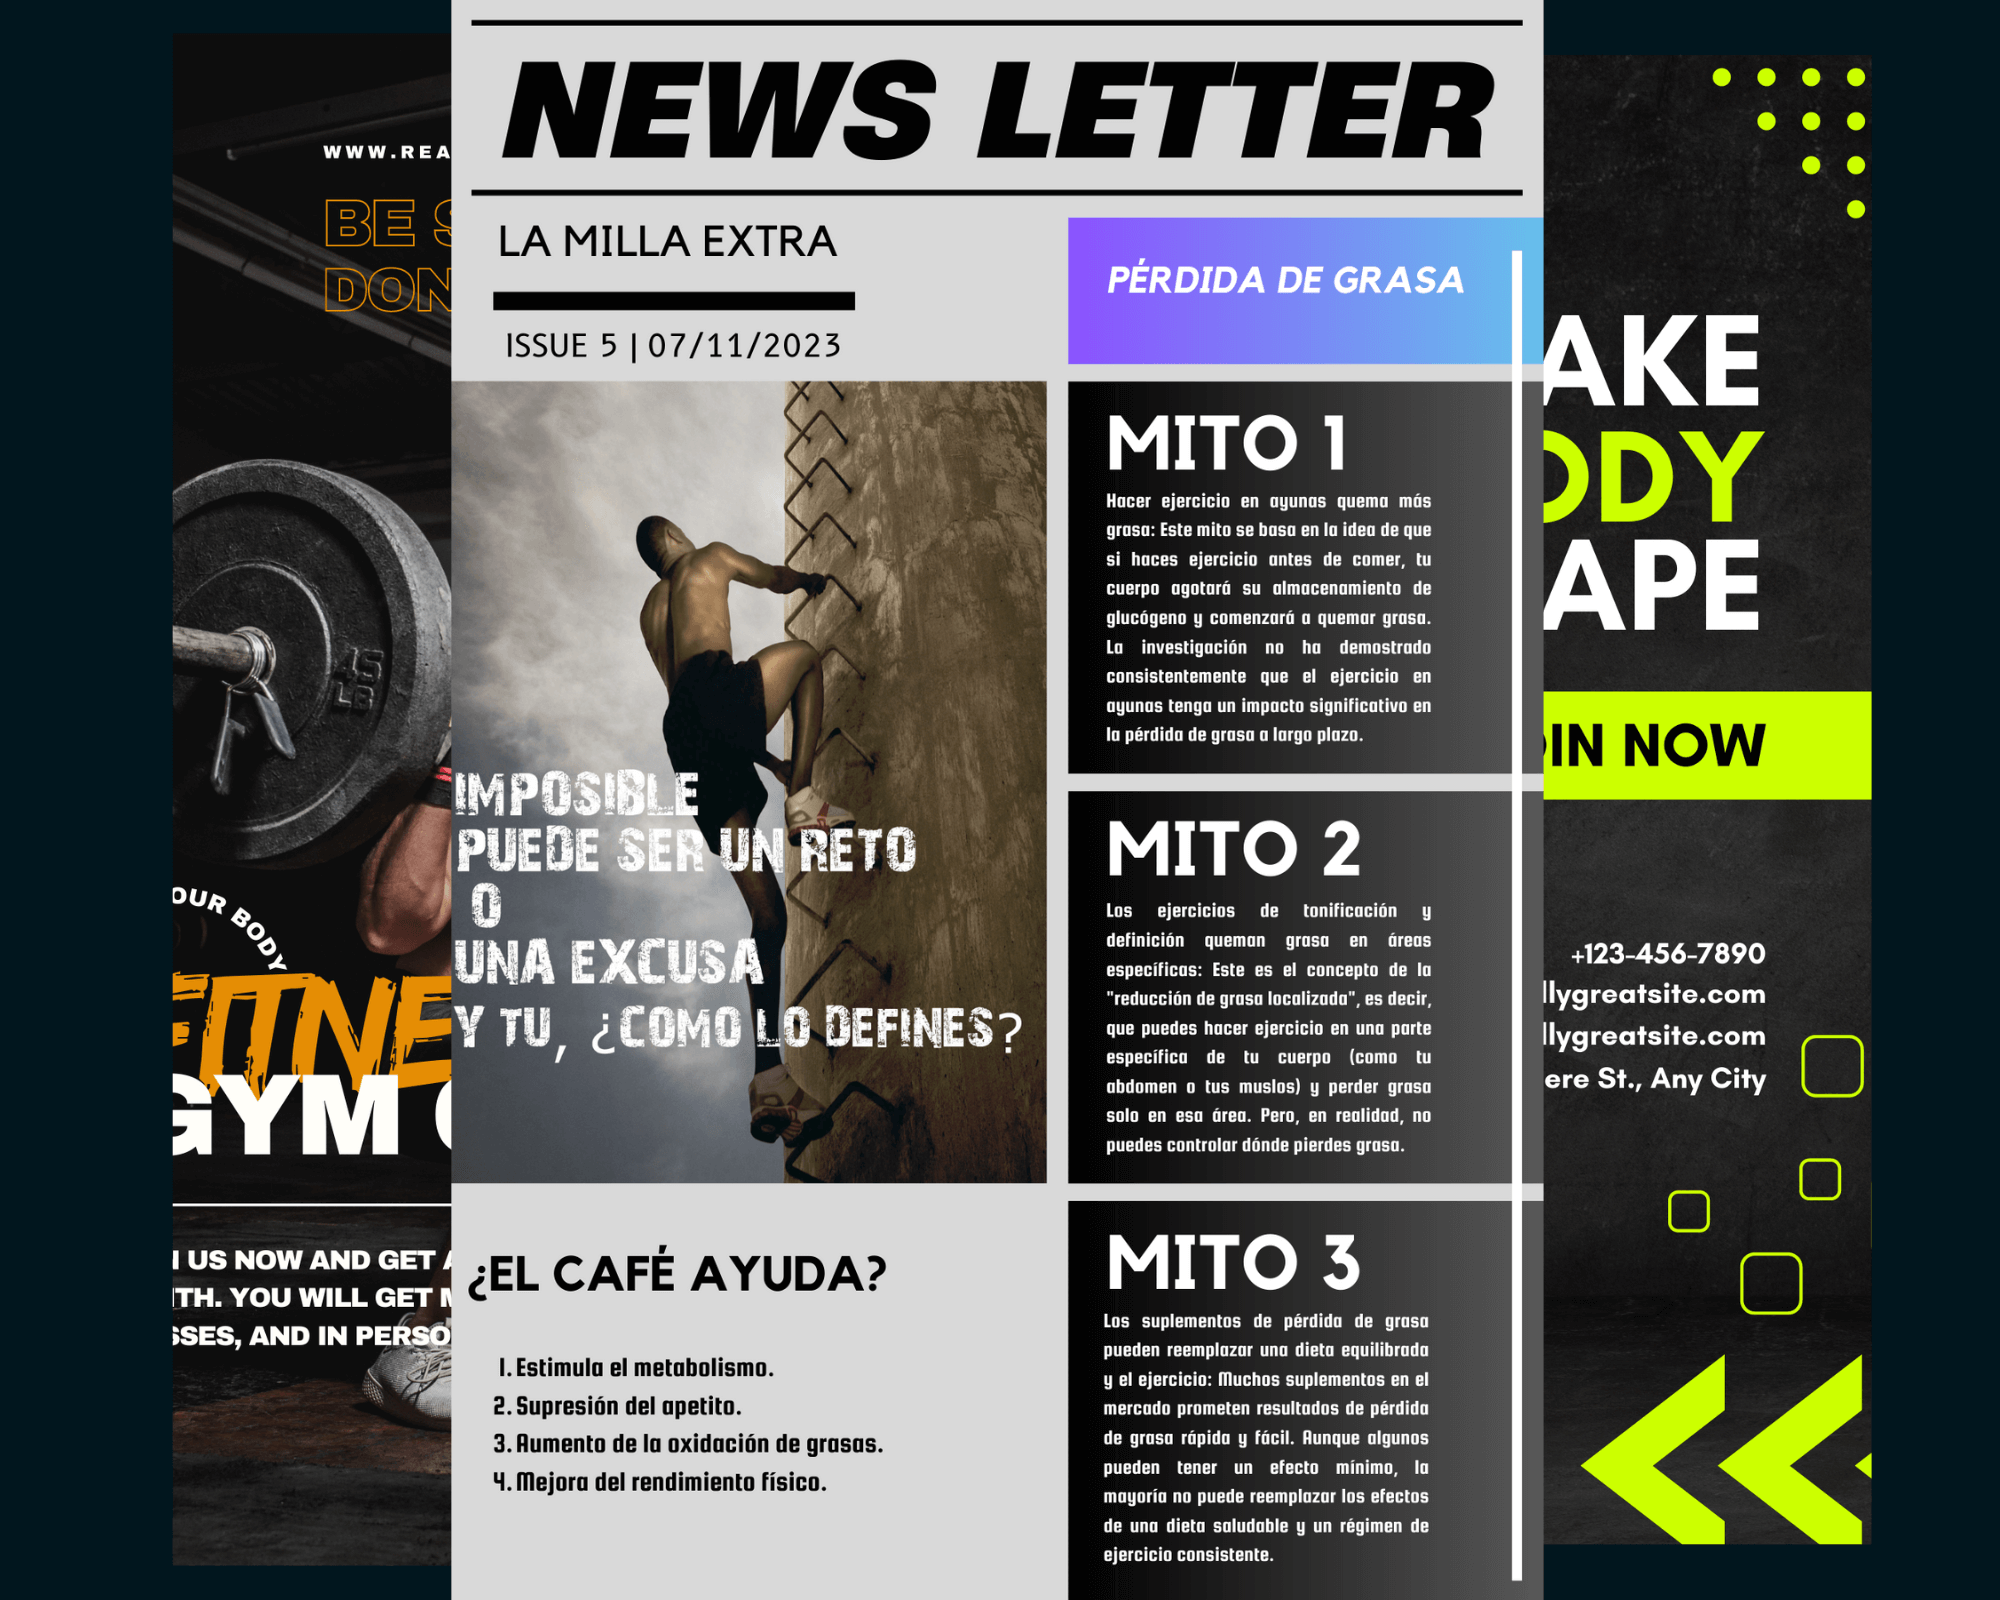 WWW.REA
BE S
DON
45
LB
OUR BODY
FITNE
GYM
US NOW AND GET A
ITH. YOU WILL GET M
SSES, AND IN PERSO
NEWS LETTER
LA MILLA EXTRA
ISSUE 5 | 07/11/2023
IMPOSIBLE
PUEDE SER UN RETO
O
UNA EXCUSA
Y TU, ¿COMO LO DEFINES?
¿EL CAFÉ AYUDA?
1. Estimula el metabolismo.
2. Supresión del apetito.
3. Aumento de la oxidación de grasas.
4. Mejora del rendimiento físico.
PÉRDIDA DE GRASA
MITO 1
Hacer ejercicio en ayunas quema más
grasa: Este mito se basa en la idea de que
si haces ejercicio antes de comer, tu
cuerpo agotará su almacenamiento de
glucógeno y comenzará a quemar grasa.
La investigación no ha demostrado
consistentemente que el ejercicio en
ayunas tenga un impacto significativo en
la pérdida de grasa a largo plazo.
MITO 2
Los ejercicios de tonificación y
definición queman grasa en áreas
específicas: Este es el concepto de la
"reducción de grasa localizada", es decir,
que puedes hacer ejercicio en una parte
específica de tu cuerpo (como tu
abdomen o tus muslos) y perder grasa
solo en esa área. Pero, en realidad, no
puedes controlar dónde pierdes grasa.
MITO 3
Los suplementos de pérdida de grasa
pueden reemplazar una dieta equilibrada
y el ejercicio: Muchos suplementos en el
mercado prometen resultados de pérdida
de grasa rápida y fácil. Aunque algunos
pueden tener un efecto mínimo, la
mayoría no puede reemplazar los efectos
de una dieta saludable y un régimen de
ejercicio consistente.
AKE
ODY
APE
OIN NOW
+123-456-7890
llygreatsite.com
llygreatsite.com
ere St., Any City